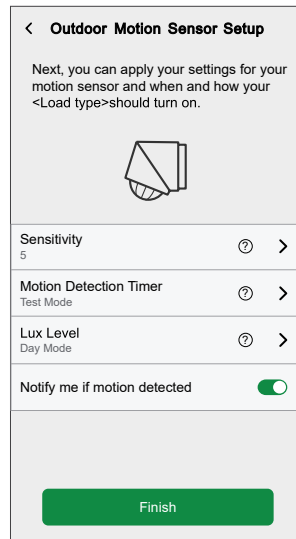 Outdoor Motion Sensor Setup
Next, you can apply your settings for your
motion sensor and when and how your
<Load type>should turn on.
Sensitivity
5
Motion Detection Timer
Test Mode
Lux Level
Day Mode
Notify me if motion detected
Finish